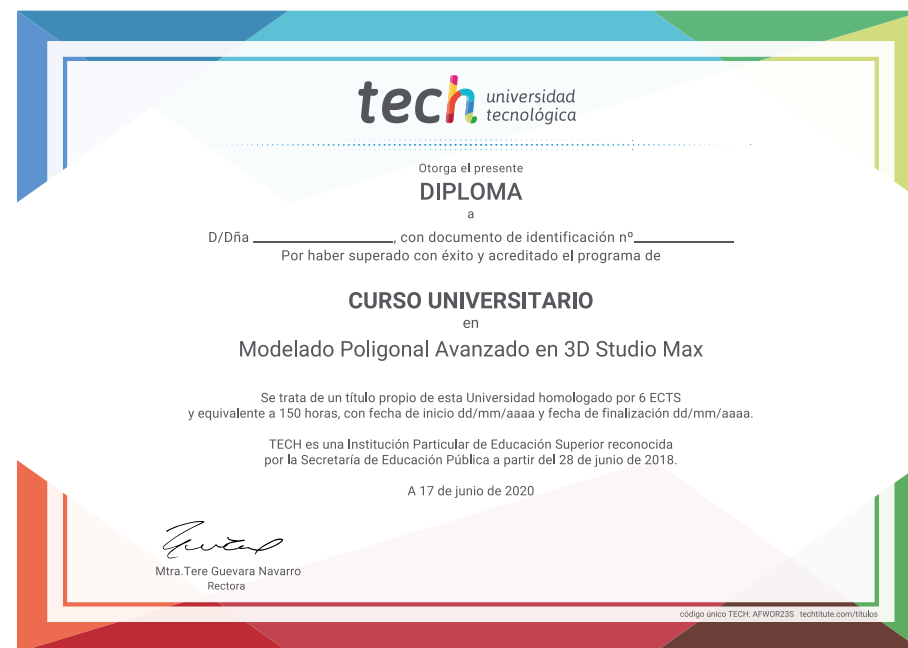 tech universidad
tecnológica
Otorga el presente
DIPLOMA
a
D/Dña ____________________, con documento de identificación nº______________
Por haber superado con éxito y acreditado el programa de
CURSO UNIVERSITARIO
en
Modelado Poligonal Avanzado en 3D Studio Max
Se trata de un título propio de esta Universidad homologado por 6 ECTS
y equivalente a 150 horas, con fecha de inicio dd/mm/aaaa y fecha de finalización dd/mm/aaaa.
TECH es una Institución Particular de Educación Superior reconocida
por la Secretaría de Educación Pública a partir del 28 de junio de 2018.
A 17 de junio de 2020
Mtra.Tere Guevara Navarro
Rectora
código único TECH: AFWOR23S techtitute.com/titulos